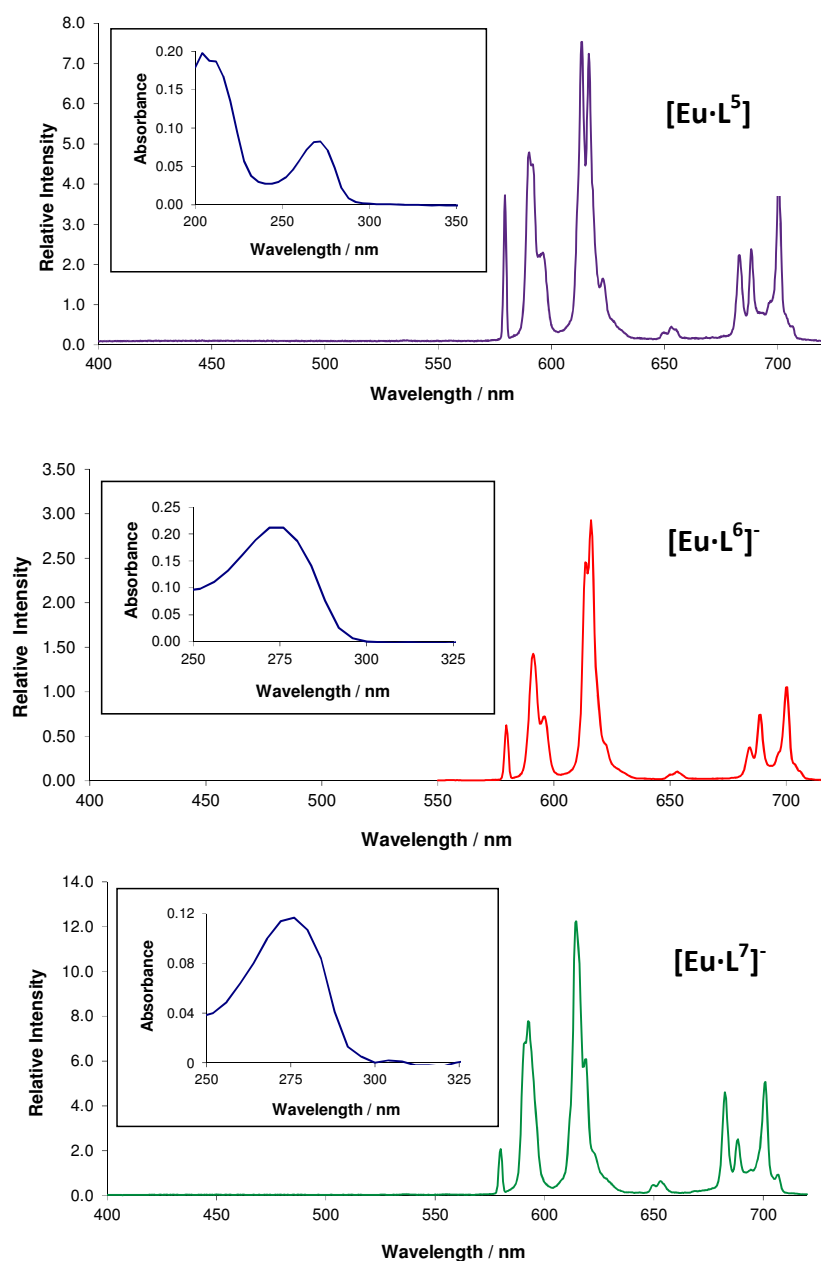 8.0
7.0
6.0
5.0
4.0
3.0
2.0
1.0
0.0
Relative Intensity
400 450 500 550 600 650 700
Wavelength / nm
[Eu·L⁵]
0.20
0.15
0.10
0.05
0.00
Absorbance
200 250 300 350
Wavelength / nm
3.50
3.00
2.50
2.00
1.50
1.00
0.50
0.00
Relative Intensity
400 450 500 550 600 650 700
Wavelength / nm
[Eu·L⁶]⁻
0.25
0.20
0.15
0.10
0.05
0.00
Absorbance
250 275 300 325
Wavelength / nm
14.0
12.0
10.0
8.0
6.0
4.0
2.0
0.0
Relative Intensity
400 450 500 550 600 650 700
Wavelength / nm
[Eu·L⁷]⁻
0.12
0.08
0.04
0
Absorbance
250 275 300 325
Wavelength / nm